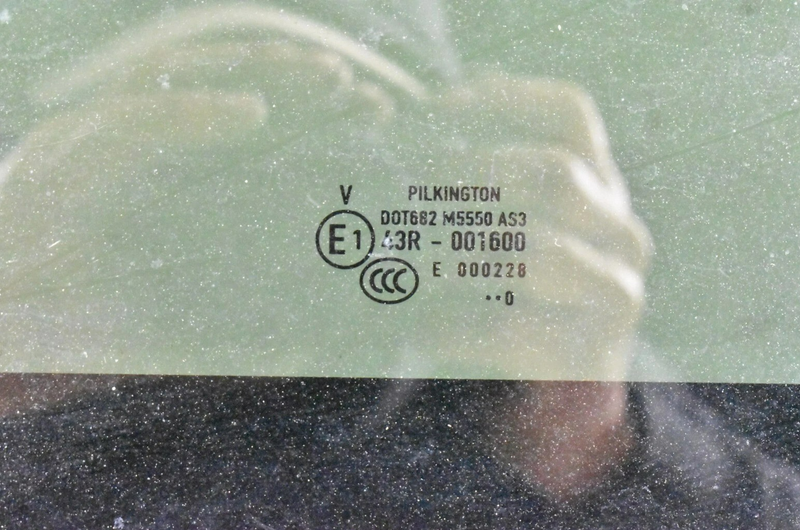 V PILKINGTON
DOT682 M5550 AS3
E1 43R - 001600
CCC E 000228
··0